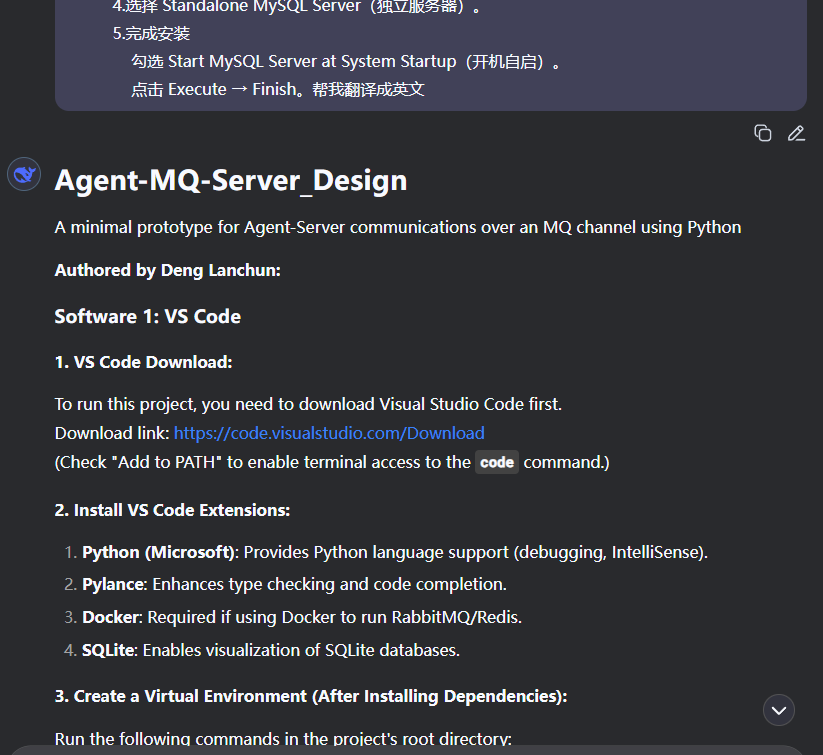 4.选择 Standalone MySQL Server（独立服务器）。
5.完成安装
勾选 Start MySQL Server at System Startup（开机自启）。
点击 Execute → Finish。帮我翻译成英文
Agent-MQ-Server_Design
A minimal prototype for Agent-Server communications over an MQ channel using Python
Authored by Deng Lanchun:
Software 1: VS Code
1. VS Code Download:
To run this project, you need to download Visual Studio Code first.
Download link: https://code.visualstudio.com/Download
(Check "Add to PATH" to enable terminal access to the code command.)
2. Install VS Code Extensions:
1. Python (Microsoft): Provides Python language support (debugging, IntelliSense).
2. Pylance: Enhances type checking and code completion.
3. Docker: Required if using Docker to run RabbitMQ/Redis.
4. SQLite: Enables visualization of SQLite databases.
3. Create a Virtual Environment (After Installing Dependencies):
Run the following commands in the project's root directory: